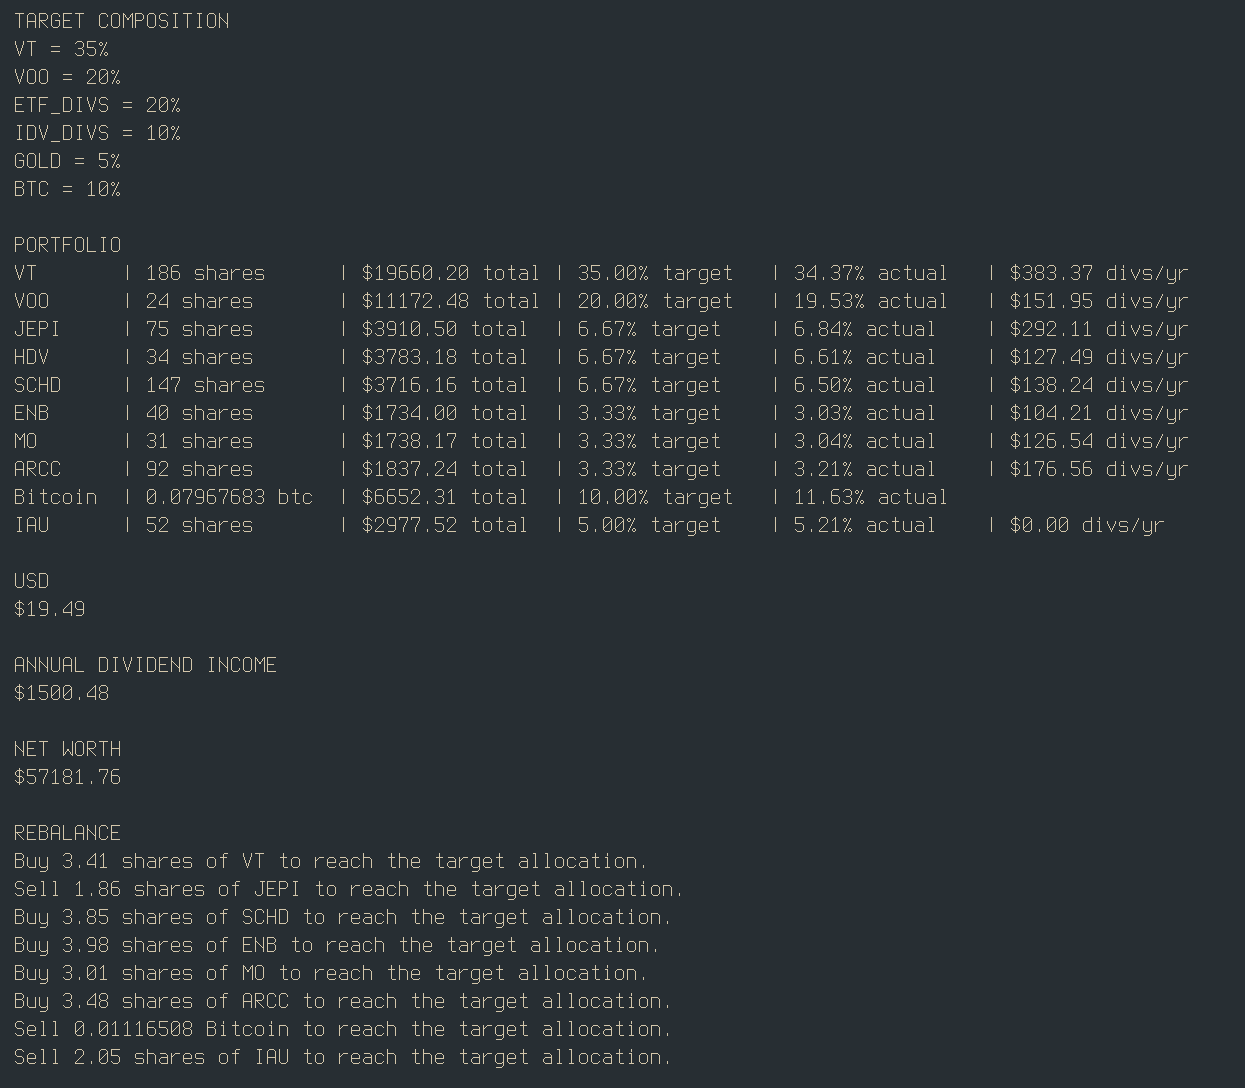 TARGET COMPOSITION
VT = 35%
VOO = 20%
ETF_DIVS = 20%
IDV_DIVS = 10%
GOLD = 5%
BTC = 10%

PORTFOLIO
VT | 186 shares | $19660.20 total | 35.00% target | 34.37% actual | $383.37 divs/yr
VOO | 24 shares | $11172.48 total | 20.00% target | 19.53% actual | $151.95 divs/yr
JEPI | 75 shares | $3910.50 total | 6.67% target | 6.84% actual | $292.11 divs/yr
HDV | 34 shares | $3783.18 total | 6.67% target | 6.61% actual | $127.49 divs/yr
SCHD | 147 shares | $3716.16 total | 6.67% target | 6.50% actual | $138.24 divs/yr
ENB | 40 shares | $1734.00 total | 3.33% target | 3.03% actual | $104.21 divs/yr
MO | 31 shares | $1738.17 total | 3.33% target | 3.04% actual | $126.54 divs/yr
ARCC | 92 shares | $1837.24 total | 3.33% target | 3.21% actual | $176.56 divs/yr
Bitcoin | 0.07967683 btc | $6652.31 total | 10.00% target | 11.63% actual
IAU | 52 shares | $2977.52 total | 5.00% target | 5.21% actual | $0.00 divs/yr

USD
$19.49

ANNUAL DIVIDEND INCOME
$1500.48

NET WORTH
$57181.76

REBALANCE
Buy 3.41 shares of VT to reach the target allocation.
Sell 1.86 shares of JEPI to reach the target allocation.
Buy 3.85 shares of SCHD to reach the target allocation.
Buy 3.98 shares of ENB to reach the target allocation.
Buy 3.01 shares of MO to reach the target allocation.
Buy 3.48 shares of ARCC to reach the target allocation.
Sell 0.01116508 Bitcoin to reach the target allocation.
Sell 2.05 shares of IAU to reach the target allocation.